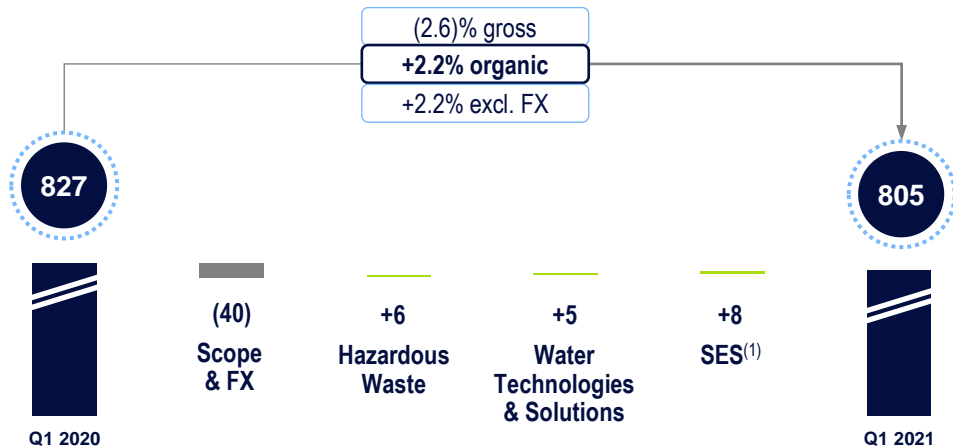 (2.6)% gross
+2.2% organic
+2.2% excl. FX
827
805
(40)
Scope
& FX
+6
Hazardous
Waste
+5
Water
Technologies
& Solutions
+8
SES(1)
Q1 2020
Q1 2021